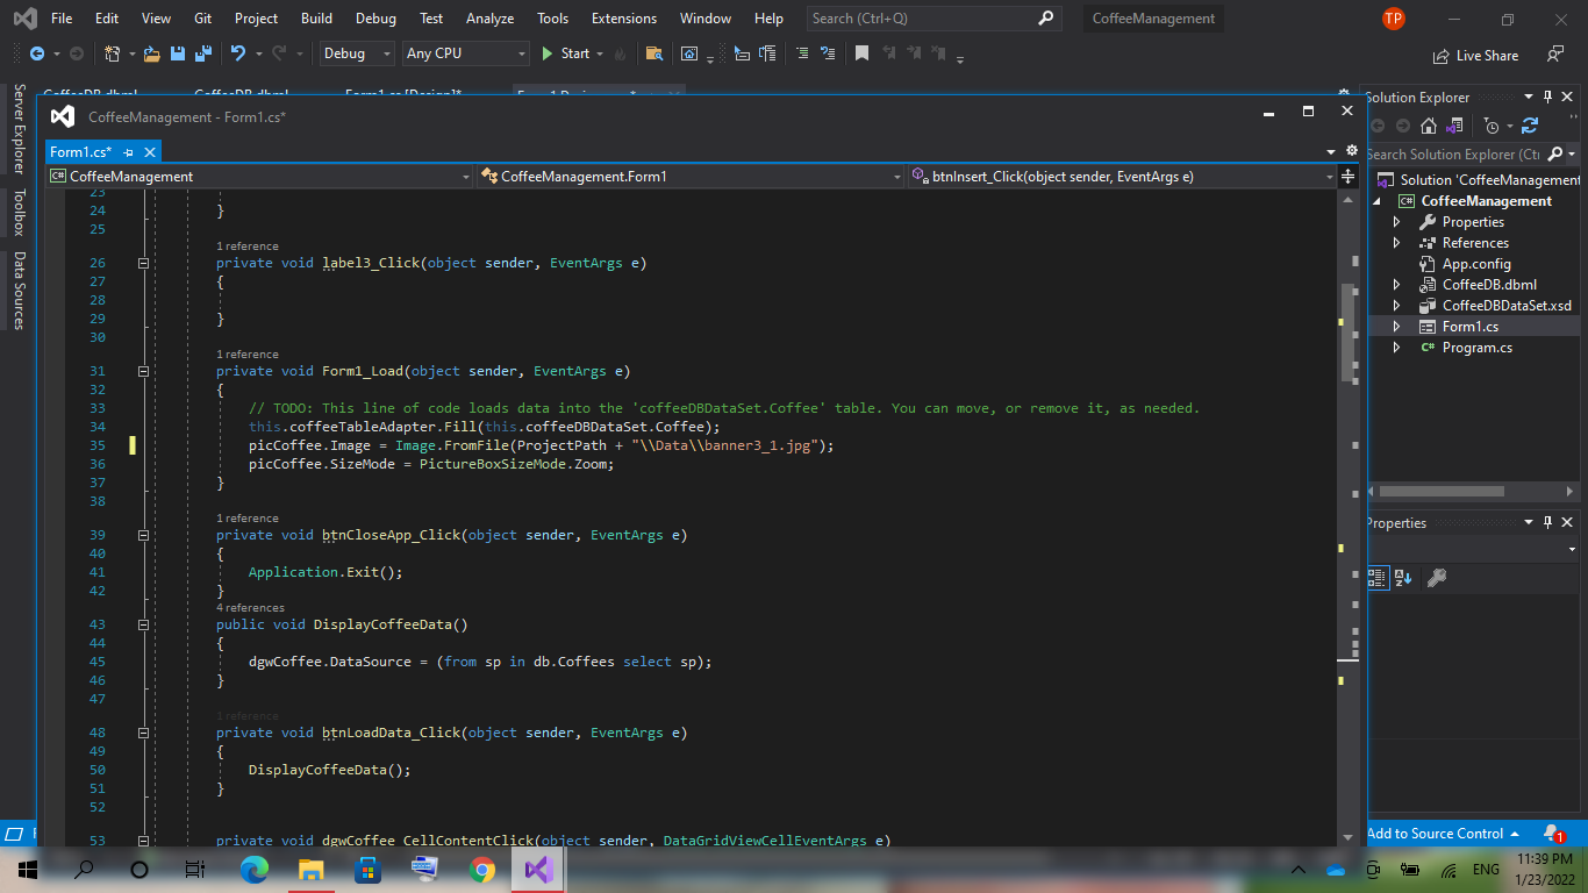 File Edit View Git Project Build Debug Test Analyze Tools Extensions Window Help Search (Ctrl+Q) CoffeeManagement TP
Debug Any CPU Start Live Share
Server Explorer
Toolbox
Data Sources
CoffeeManagement - Form1.cs*
Form1.cs*
CoffeeManagement CoffeeManagement.Form1 btnInsert_Click(object sender, EventArgs e)
23
24 }
25
1 reference
26 private void label3_Click(object sender, EventArgs e)
27 {
28
29 }
30
1 reference
31 private void Form1_Load(object sender, EventArgs e)
32 {
33 // TODO: This line of code loads data into the 'coffeeDBDataSet.Coffee' table. You can move, or remove it, as needed.
34 this.coffeeTableAdapter.Fill(this.coffeeDBDataSet.Coffee);
35 picCoffee.Image = Image.FromFile(ProjectPath + "\\Data\\banner3_1.jpg");
36 picCoffee.SizeMode = PictureBoxSizeMode.Zoom;
37 }
38
1 reference
39 private void btnCloseApp_Click(object sender, EventArgs e)
40 {
41 Application.Exit();
42 }
4 references
43 public void DisplayCoffeeData()
44 {
45 dgwCoffee.DataSource = (from sp in db.Coffees select sp);
46 }
47
1 reference
48 private void btnLoadData_Click(object sender, EventArgs e)
49 {
50 DisplayCoffeeData();
51 }
52
53 private void dgwCoffee_CellContentClick(object sender, DataGridViewCellEventArgs e)
Solution Explorer
Search Solution Explorer (Ctrl
Solution 'CoffeeManagement
CoffeeManagement
Properties
References
App.config
CoffeeDB.dbml
CoffeeDBDataSet.xsd
Form1.cs
Program.cs
Properties
Add to Source Control 1
ENG 11:39 PM
1/23/2022